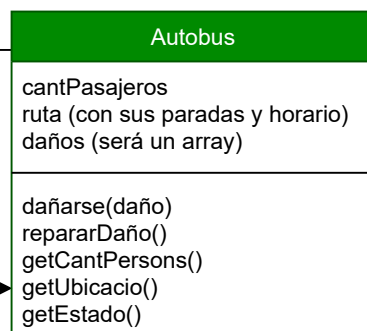 Autobus
cantPasajeros
ruta (con sus paradas y horario)
daños (será un array)
dañarse(daño)
repararDaño()
getCantPersons()
getUbicacio()
getEstado()